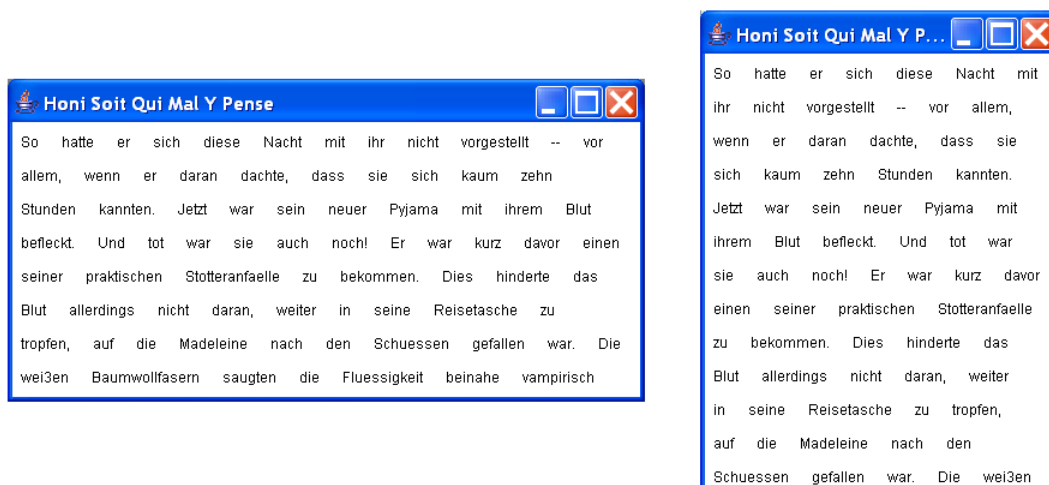 Honi Soit Qui Mal Y Pense
So hatte er sich diese Nacht mit ihr nicht vorgestellt -- vor
allem, wenn er daran dachte, dass sie sich kaum zehn
Stunden kannten. Jetzt war sein neuer Pyjama mit ihrem Blut
befleckt. Und tot war sie auch noch! Er war kurz davor einen
seiner praktischen Stotteranfaelle zu bekommen. Dies hinderte das
Blut allerdings nicht daran, weiter in seine Reisetasche zu
tropfen, auf die Madeleine nach den Schuessen gefallen war. Die
wei3en Baumwollfasern saugten die Fluessigkeit beinahe vampirisch
Honi Soit Qui Mal Y P...
So hatte er sich diese Nacht mit
ihr nicht vorgestellt -- vor allem,
wenn er daran dachte, dass sie
sich kaum zehn Stunden kannten.
Jetzt war sein neuer Pyjama mit
ihrem Blut befleckt. Und tot war
sie auch noch! Er war kurz davor
einen seiner praktischen Stotteranfaelle
zu bekommen. Dies hinderte das
Blut allerdings nicht daran, weiter
in seine Reisetasche zu tropfen,
auf die Madeleine nach den
Schuessen gefallen war. Die wei3en